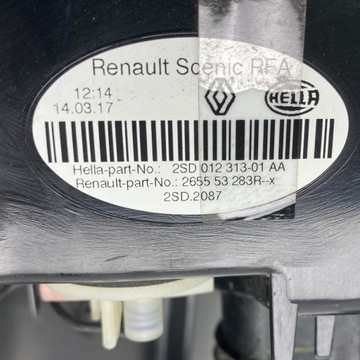 Renault Scenic RFA
12:14
14.03.17
HELLA
Hella-part-No.: 2SD 012 313-01 AA
Renault-part-No.: 2655 53 283R--x
2SD.2087